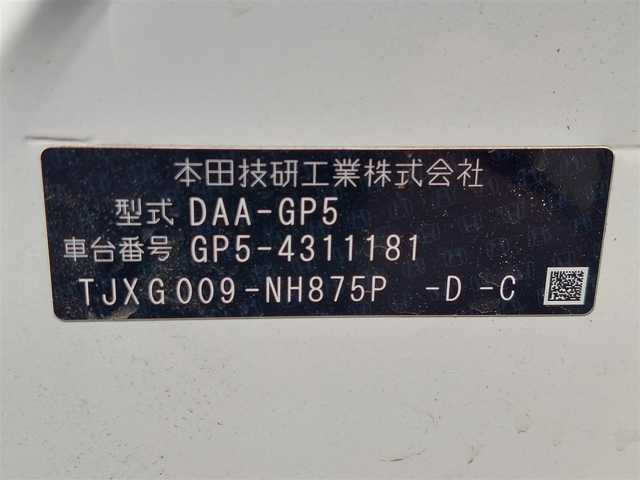 本田技研工業株式会社
型式 DAA-GP5
車台番号 GP5-4311181
TJXG009-NH875P -D -C